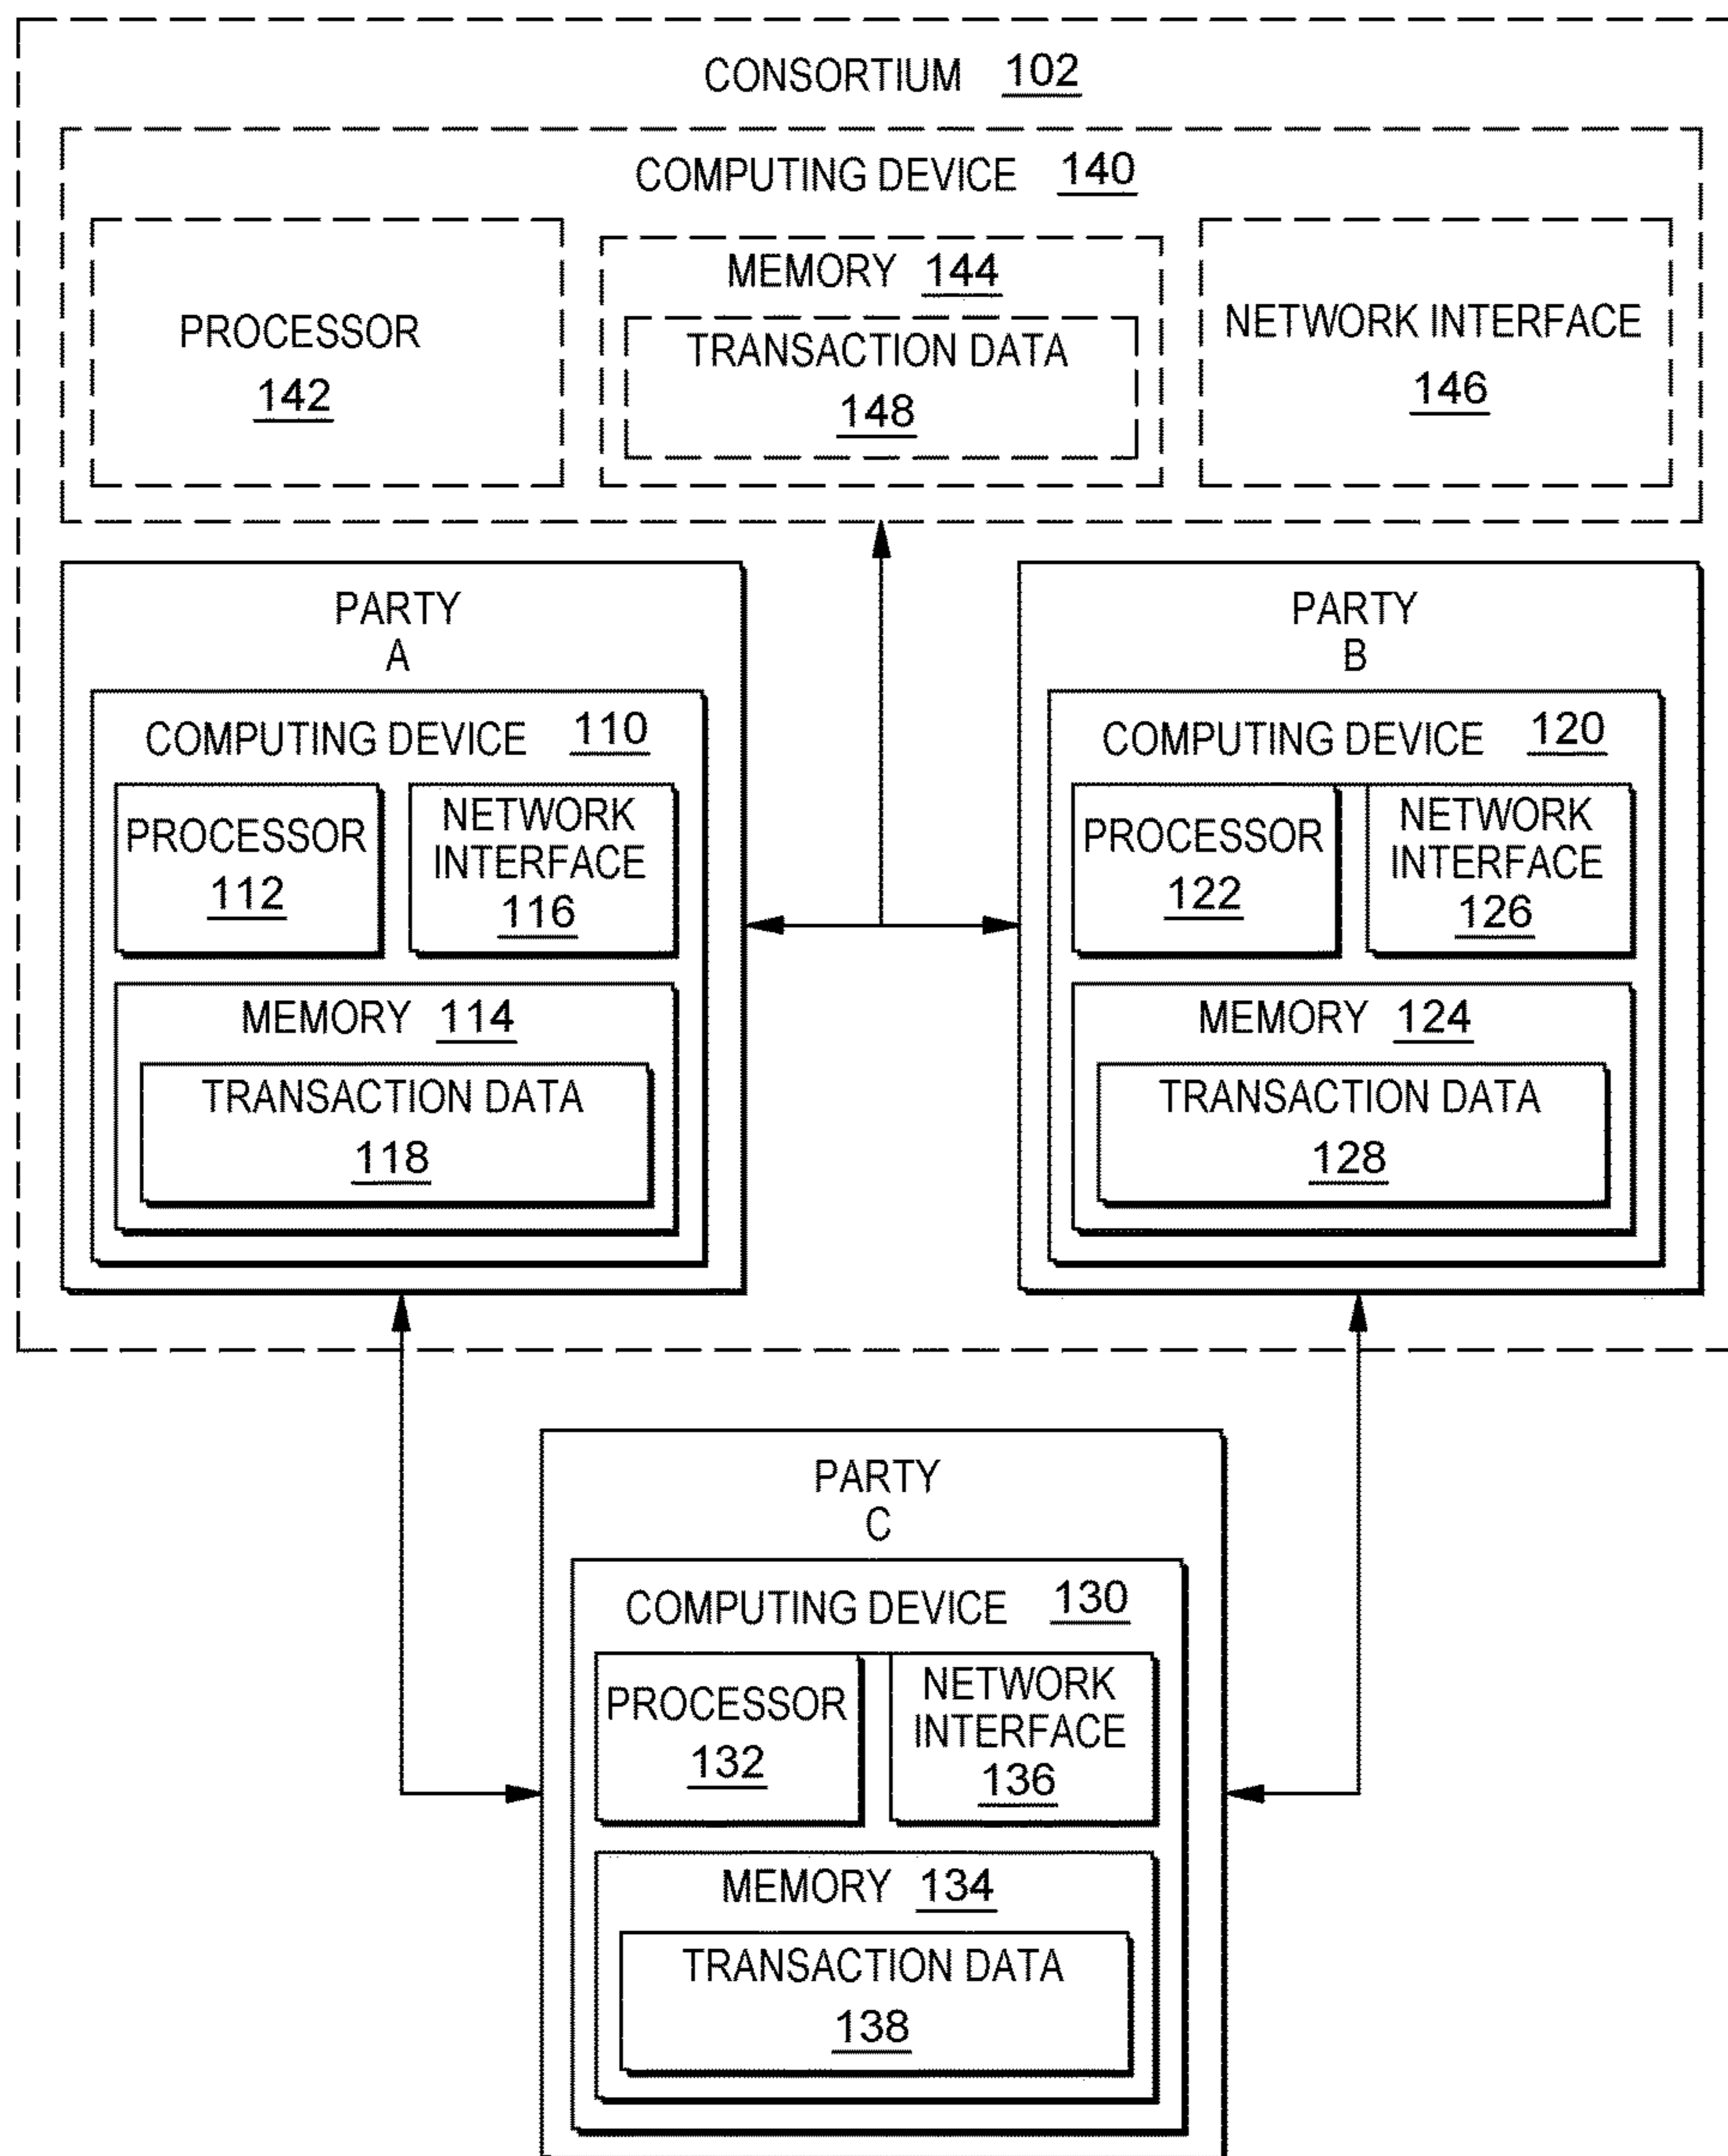 CONSORTIUM 102
COMPUTING DEVICE 140
PROCESSOR
142
MEMORY 144
TRANSACTION DATA
148
NETWORK INTERFACE
146
PARTY
A
COMPUTING DEVICE 110
PROCESSOR
112
NETWORK
INTERFACE
116
MEMORY 114
TRANSACTION DATA
118
PARTY
B
COMPUTING DEVICE 120
PROCESSOR
122
NETWORK
INTERFACE
126
MEMORY 124
TRANSACTION DATA
128
PARTY
C
COMPUTING DEVICE 130
PROCESSOR
132
NETWORK
INTERFACE
136
MEMORY 134
TRANSACTION DATA
138